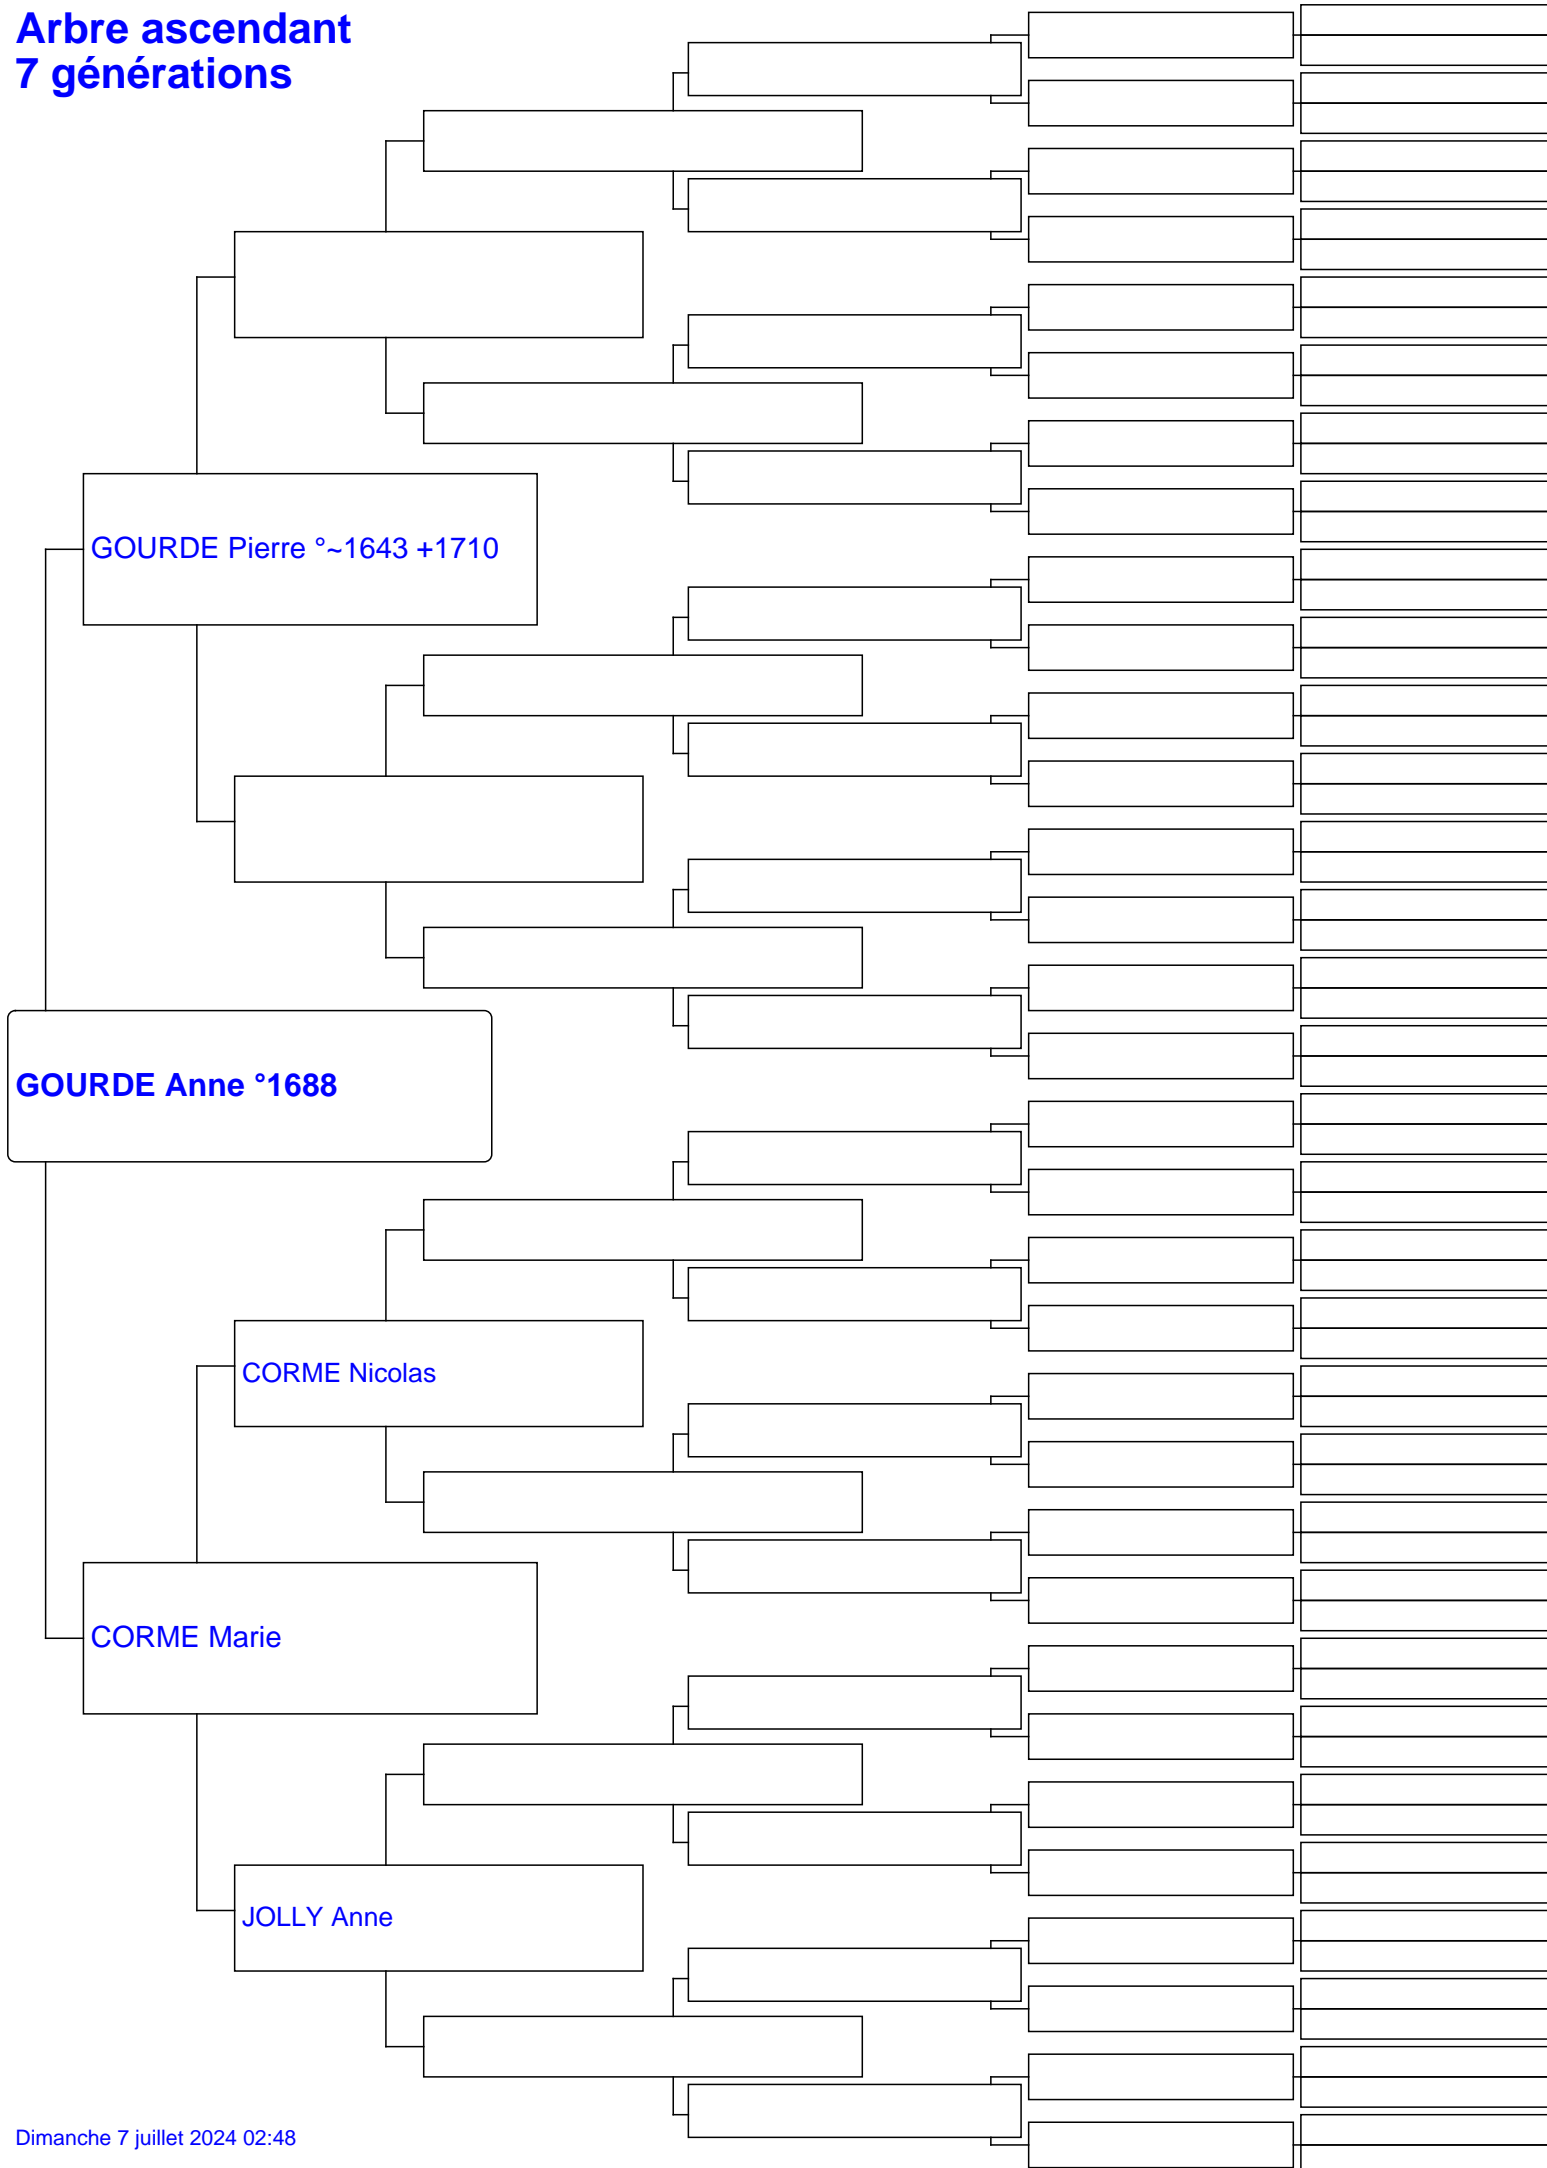 Arbre ascendant
7 générations
GOURDE Pierre °~1643 +1710
GOURDE Anne °1688
CORME Nicolas
CORME Marie
JOLLY Anne
Dimanche 7 juillet 2024 02:48